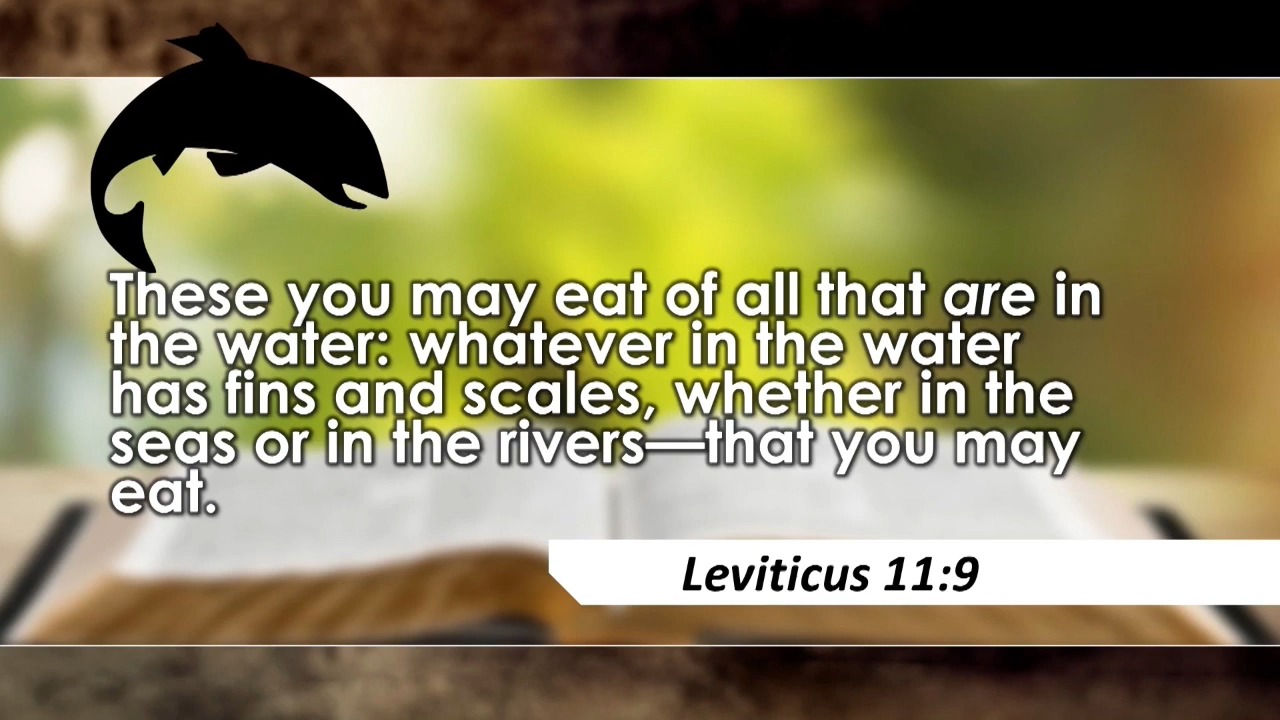 These you may eat of all that are in
the water: whatever in the water
has fins and scales, whether in the
seas or in the rivers—that you may
eat.
Leviticus 11:9